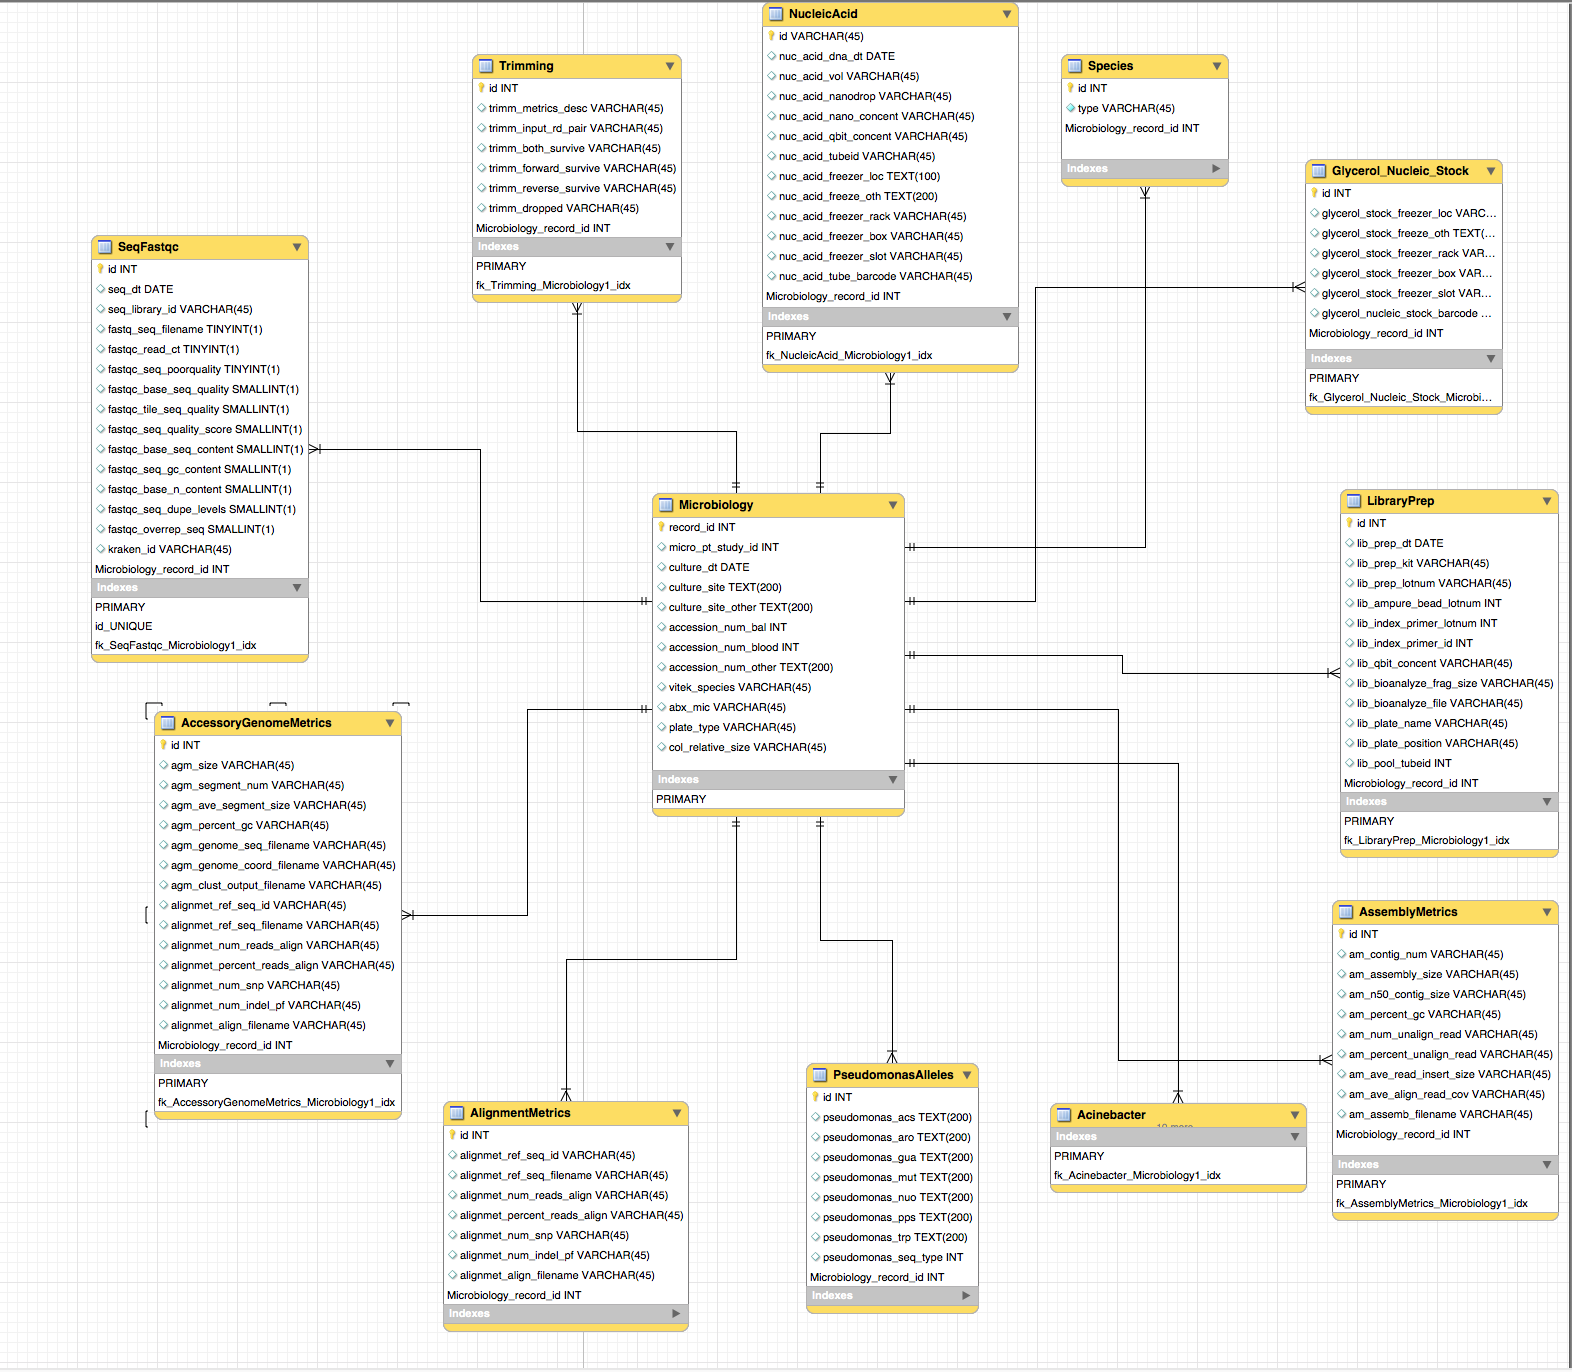 NucleicAcid
id VARCHAR(45)
nuc_acid_dna_dt DATE
nuc_acid_vol VARCHAR(45)
nuc_acid_nanodrop VARCHAR(45)
nuc_acid_nano_concent VARCHAR(45)
nuc_acid_qbit_concent VARCHAR(45)
nuc_acid_tubeid VARCHAR(45)
nuc_acid_freezer_loc TEXT(100)
nuc_acid_freeze_oth TEXT(200)
nuc_acid_freezer_rack VARCHAR(45)
nuc_acid_freezer_box VARCHAR(45)
nuc_acid_freezer_slot VARCHAR(45)
nuc_acid_tube_barcode VARCHAR(45)
Microbiology_record_id INT
Indexes
PRIMARY
fk_NucleicAcid_Microbiology1_idx
Trimming
id INT
trimm_metrics_desc VARCHAR(45)
trimm_input_rd_pair VARCHAR(45)
trimm_both_survive VARCHAR(45)
trimm_forward_survive VARCHAR(45)
trimm_reverse_survive VARCHAR(45)
trimm_dropped VARCHAR(45)
Microbiology_record_id INT
Indexes
PRIMARY
fk_Trimming_Microbiology1_idx
Species
id INT
type VARCHAR(45)
Microbiology_record_id INT
Indexes
Glycerol_Nucleic_Stock
id INT
glycerol_stock_freezer_loc VARC...
glycerol_stock_freeze_oth TEXT(...
glycerol_stock_freezer_rack VAR...
glycerol_stock_freezer_box VAR...
glycerol_stock_freezer_slot VAR...
glycerol_nucleic_stock_barcode ...
Microbiology_record_id INT
Indexes
PRIMARY
fk_Glycerol_Nucleic_Stock_Microbi...
SeqFastqc
id INT
seq_dt DATE
seq_library_id VARCHAR(45)
fastq_seq_filename TINYINT(1)
fastqc_read_ct TINYINT(1)
fastqc_seq_poorquality TINYINT(1)
fastqc_base_seq_quality SMALLINT(1)
fastqc_tile_seq_quality SMALLINT(1)
fastqc_seq_quality_score SMALLINT(1)
fastqc_base_seq_content SMALLINT(1)
fastqc_seq_gc_content SMALLINT(1)
fastqc_base_n_content SMALLINT(1)
fastqc_seq_dupe_levels SMALLINT(1)
fastqc_overrep_seq SMALLINT(1)
kraken_id VARCHAR(45)
Microbiology_record_id INT
Indexes
PRIMARY
id_UNIQUE
fk_SeqFastqc_Microbiology1_idx
Microbiology
record_id INT
micro_pt_study_id INT
culture_dt DATE
culture_site TEXT(200)
culture_site_other TEXT(200)
accession_num_bal INT
accession_num_blood INT
accession_num_other TEXT(200)
vitek_species VARCHAR(45)
abx_mic VARCHAR(45)
plate_type VARCHAR(45)
col_relative_size VARCHAR(45)
Indexes
PRIMARY
LibraryPrep
id INT
lib_prep_dt DATE
lib_prep_kit VARCHAR(45)
lib_prep_lotnum VARCHAR(45)
lib_ampure_bead_lotnum INT
lib_index_primer_lotnum INT
lib_index_primer_id INT
lib_qbit_concent VARCHAR(45)
lib_bioanalyze_frag_size VARCHAR(45)
lib_bioanalyze_file VARCHAR(45)
lib_plate_name VARCHAR(45)
lib_plate_position VARCHAR(45)
lib_pool_tubeid INT
Microbiology_record_id INT
Indexes
PRIMARY
fk_LibraryPrep_Microbiology1_idx
AccessoryGenomeMetrics
id INT
agm_size VARCHAR(45)
agm_segment_num VARCHAR(45)
agm_ave_segment_size VARCHAR(45)
agm_percent_gc VARCHAR(45)
agm_genome_seq_filename VARCHAR(45)
agm_genome_coord_filename VARCHAR(45)
agm_clust_output_filename VARCHAR(45)
alignmet_ref_seq_id VARCHAR(45)
alignmet_ref_seq_filename VARCHAR(45)
alignmet_num_reads_align VARCHAR(45)
alignmet_percent_reads_align VARCHAR(45)
alignmet_num_snp VARCHAR(45)
alignmet_num_indel_pf VARCHAR(45)
alignmet_align_filename VARCHAR(45)
Microbiology_record_id INT
Indexes
PRIMARY
fk_AccessoryGenomeMetrics_Microbiology1_idx
AssemblyMetrics
id INT
am_contig_num VARCHAR(45)
am_assembly_size VARCHAR(45)
am_n50_contig_size VARCHAR(45)
am_percent_gc VARCHAR(45)
am_num_unalign_read VARCHAR(45)
am_percent_unalign_read VARCHAR(45)
am_ave_read_insert_size VARCHAR(45)
am_ave_align_read_cov VARCHAR(45)
am_assemb_filename VARCHAR(45)
Microbiology_record_id INT
Indexes
PRIMARY
fk_AssemblyMetrics_Microbiology1_idx
AlignmentMetrics
id INT
alignmet_ref_seq_id VARCHAR(45)
alignmet_ref_seq_filename VARCHAR(45)
alignmet_num_reads_align VARCHAR(45)
alignmet_percent_reads_align VARCHAR(45)
alignmet_num_snp VARCHAR(45)
alignmet_num_indel_pf VARCHAR(45)
alignmet_align_filename VARCHAR(45)
Microbiology_record_id INT
Indexes
PseudomonasAlleles
id INT
pseudomonas_acs TEXT(200)
pseudomonas_aro TEXT(200)
pseudomonas_gua TEXT(200)
pseudomonas_mut TEXT(200)
pseudomonas_nuo TEXT(200)
pseudomonas_pps TEXT(200)
pseudomonas_trp TEXT(200)
pseudomonas_seq_type INT
Microbiology_record_id INT
Indexes
Acinebacter
Indexes
PRIMARY
fk_Acinebacter_Microbiology1_idx